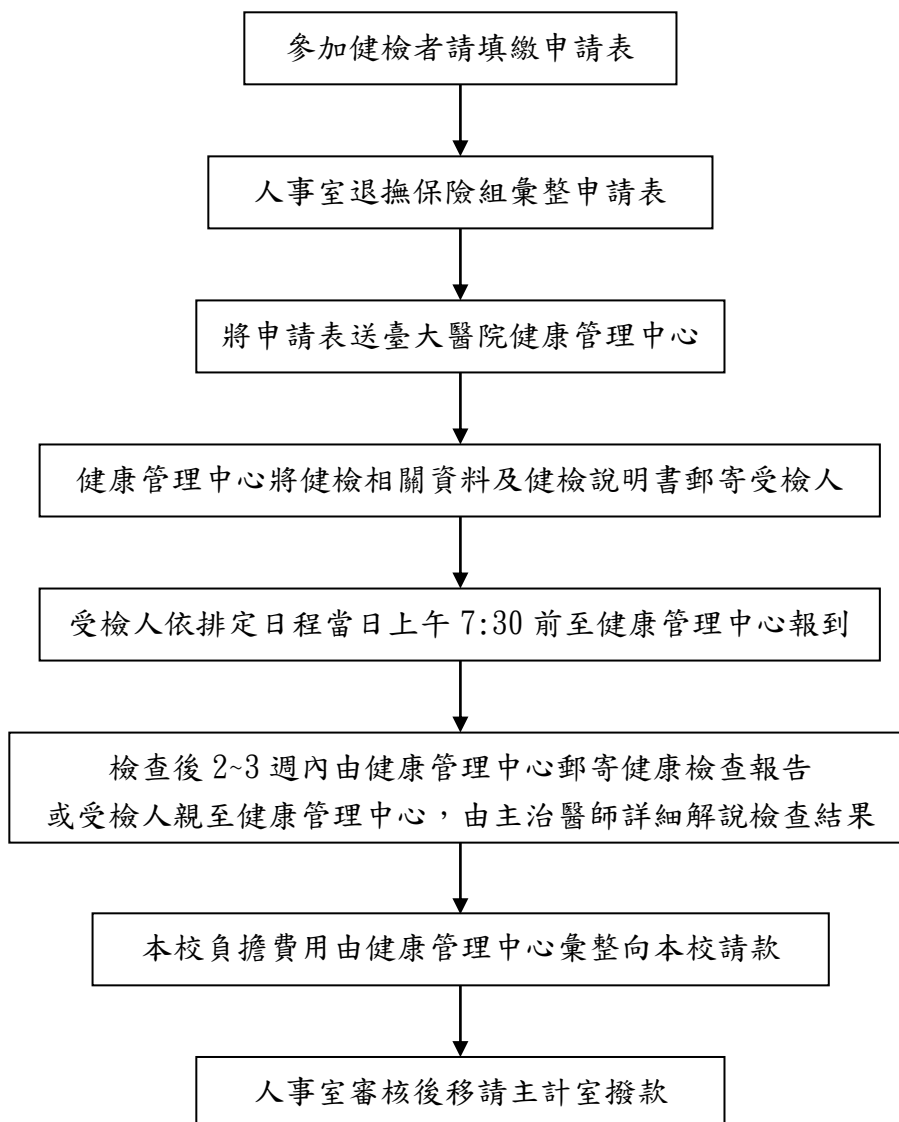 參加健檢者請填繳申請表
人事室退撫保險組彙整申請表
將申請表送臺大醫院健康管理中心
健康管理中心將健檢相關資料及健檢說明書郵寄受檢人
受檢人依排定日程當日上午 7:30 前至健康管理中心報到
檢查後 2~3 週內由健康管理中心郵寄健康檢查報告
或受檢人親至健康管理中心，由主治醫師詳細解說檢查結果
本校負擔費用由健康管理中心彙整向本校請款
人事室審核後移請主計室撥款